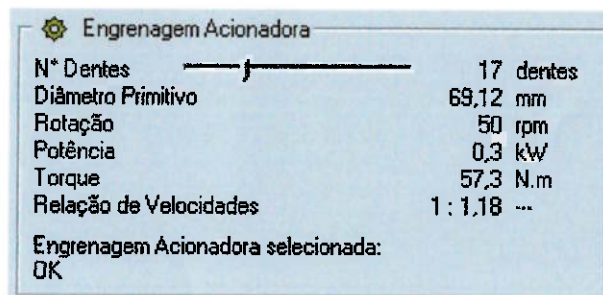 Engrenagem Acionadora
N° Dentes 17 dentes
Diâmetro Primitivo 69,12 mm
Rotação 50 rpm
Potência 0,3 kW
Torque 57,3 N.m
Relação de Velocidades 1 : 1,18 ---
Engrenagem Acionadora selecionada:
OK